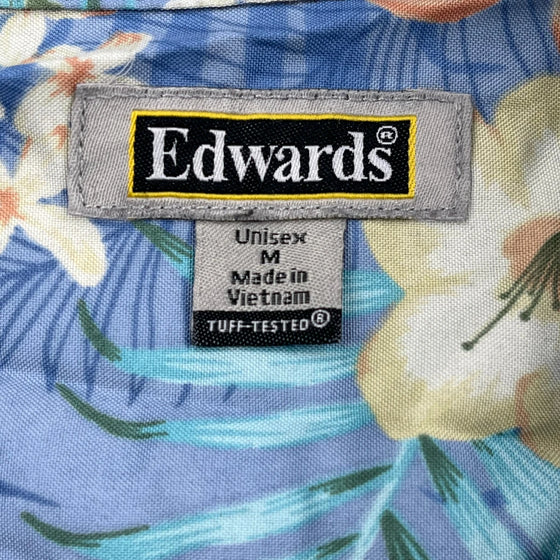 Edwards®
Unisex
M
Made in
Vietnam
TUFF-TESTED®